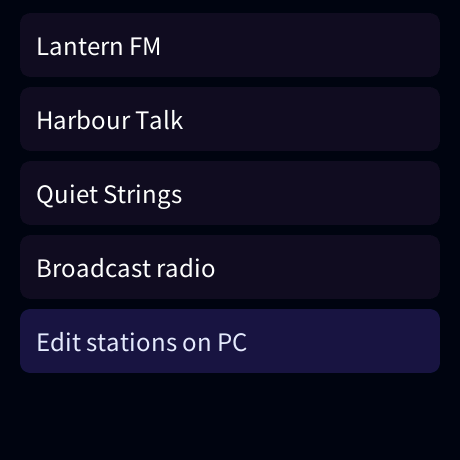 Lantern FM
Harbour Talk
Quiet Strings
Broadcast radio
Edit stations on PC